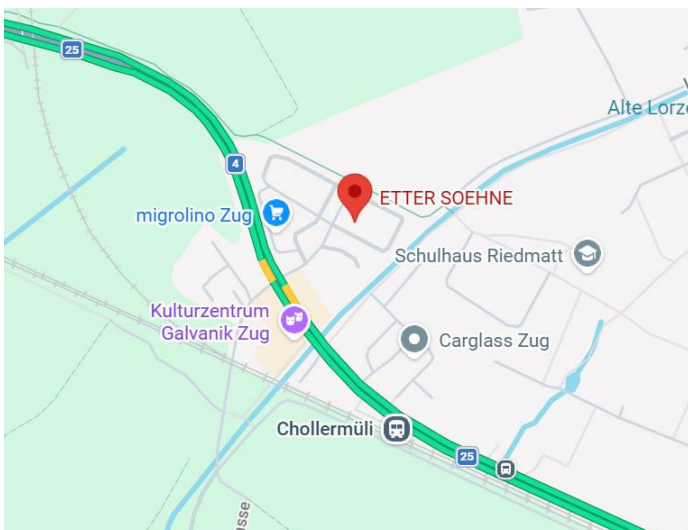 25
Alte Lorze
4
ETTER SOEHNE
migrolino Zug
Schulhaus Riedmatt
Kulturzentrum
Galvanik Zug
Carglass Zug
Chollermüli
25